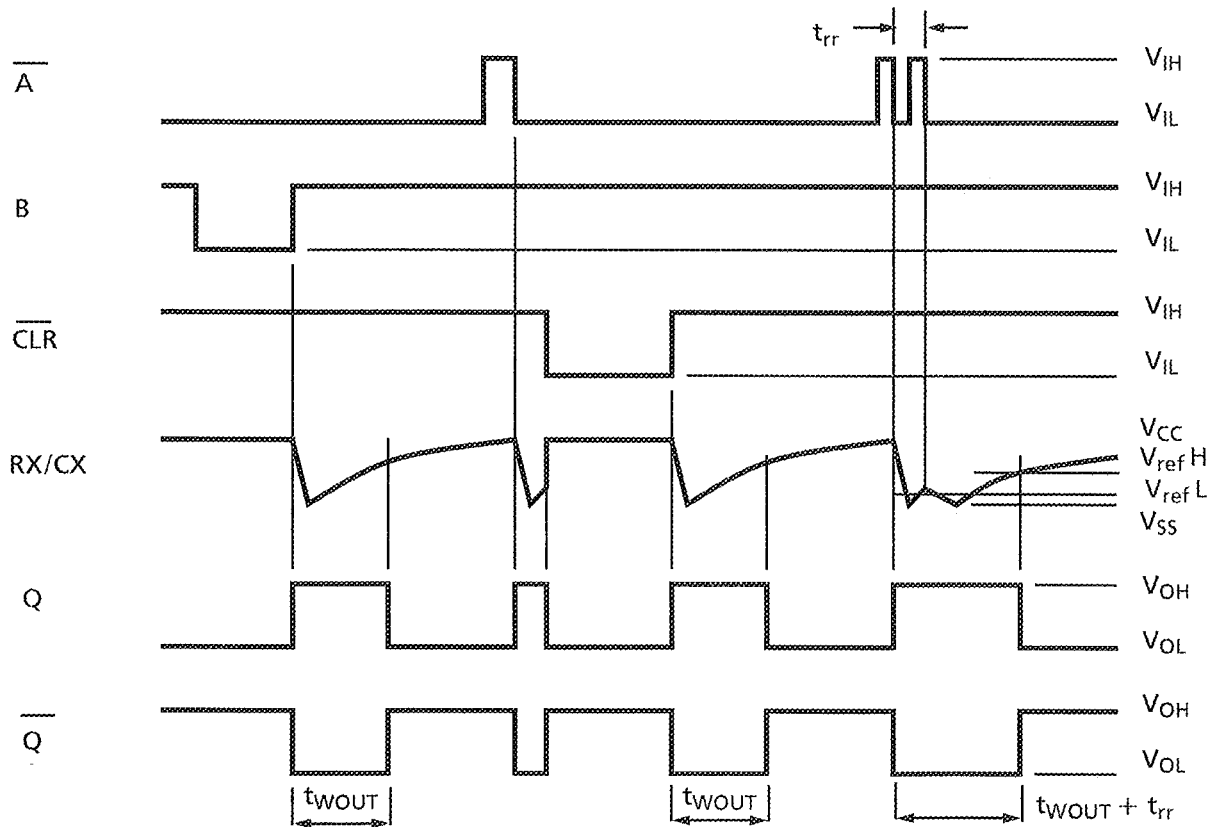 t_rr
A̅
V_IH
V_IL
B
V_IH
V_IL
C̅L̅R̅
V_IH
V_IL
RX/CX
V_CC
V_ref H
V_ref L
V_SS
Q
V_OH
V_OL
Q̅
V_OH
V_OL
t_WOUT
t_WOUT
t_WOUT + t_rr